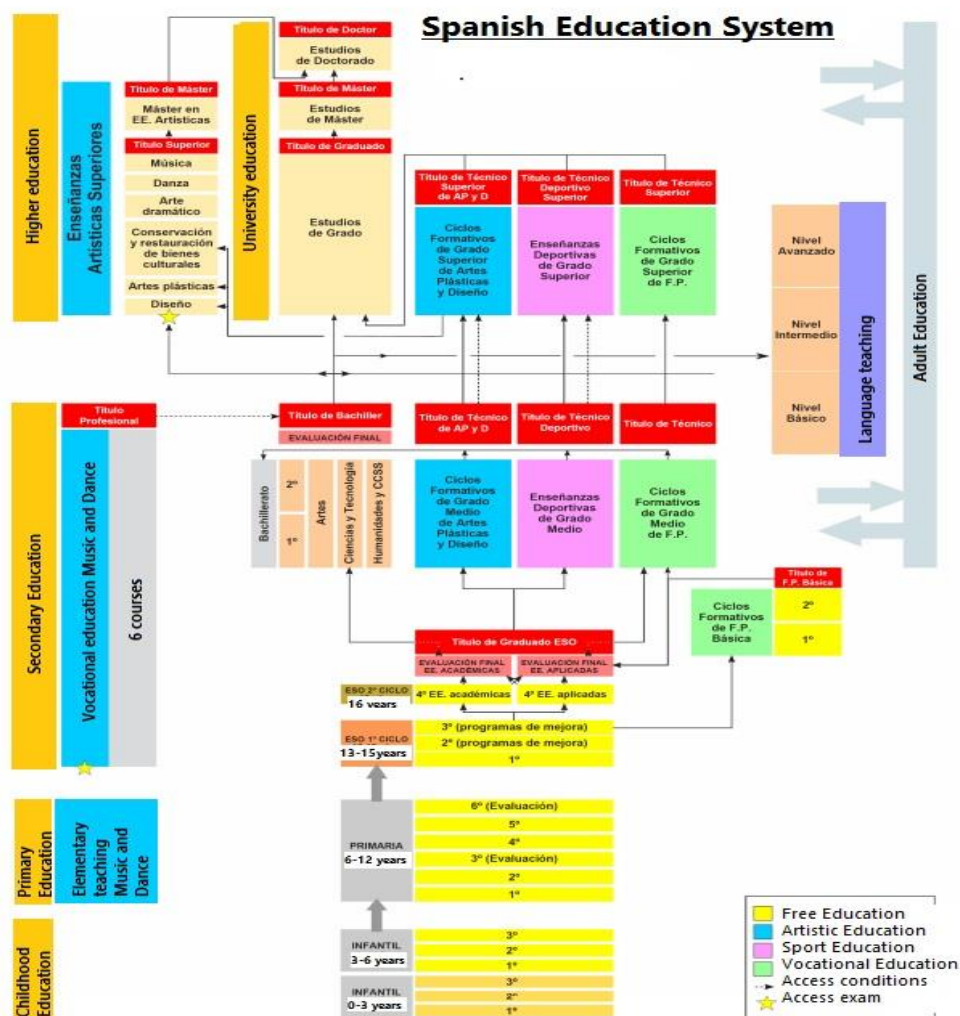 Spanish Education System
Higher education
Enseñanzas
Artísticas Superiores
Título de Máster
Máster en
EE. Artísticas
Título Superior
Música
Danza
Arte
dramático
Conservación
y restauración
de bienes
culturales
Artes plásticas
Diseño
University education
Título de Doctor
Estudios
de Doctorado
Título de Máster
Estudios
de Máster
Título de Graduado
Estudios
de Grado
Título de Técnico
Superior
de AP y D
Ciclos
Formativos
de Grado
Superior
de Artes
Plásticas
y Diseño
Título de Técnico
Deportivo
Superior
Enseñanzas
Deportivas
de Grado
Superior
Título de Técnico
Superior
Ciclos
Formativos
de Grado
Superior
de F.P.
Nivel
Avanzado
Nivel
Intermedio
Nivel
Básico
Language teaching
Adult Education
Secondary Education
Título
Profesional
Vocational education Music and Dance
6 courses
Título de Bachiller
EVALUACIÓN FINAL
Bachillerato
2º
1º
Artes
Ciencias y Tecnología
Humanidades y CCSS
Título de Técnico
de AP y D
Ciclos
Formativos
de Grado
Medio
de Artes
Plásticas
y Diseño
Título de Técnico
Deportivo
Enseñanzas
Deportivas
de Grado
Medio
Título de Técnico
Ciclos
Formativos
de Grado
Medio
de F.P.
Título de
F.P. Básica
Ciclos
Formativos
de F.P.
Básica
2º
1º
Título de Graduado ESO
EVALUACIÓN FINAL
EE. ACADÉMICAS
EVALUACIÓN FINAL
EE. APLICADAS
ESO 2º CICLO
16 years
4º EE. académicas
4º EE. aplicadas
ESO 1º CICLO
13-15years
3º (programas de mejora)
2º (programas de mejora)
1º
Primary
Education
Elementary
teaching
Music and
Dance
PRIMARIA
6-12 years
6º (Evaluación)
5º
4º
3º (Evaluación)
2º
1º
Childhood
Education
INFANTIL
3-6 years
3º
2º
1º
INFANTIL
0-3 years
3º
2º
1º
Free Education
Artistic Education
Sport Education
Vocational Education
Access conditions
Access exam